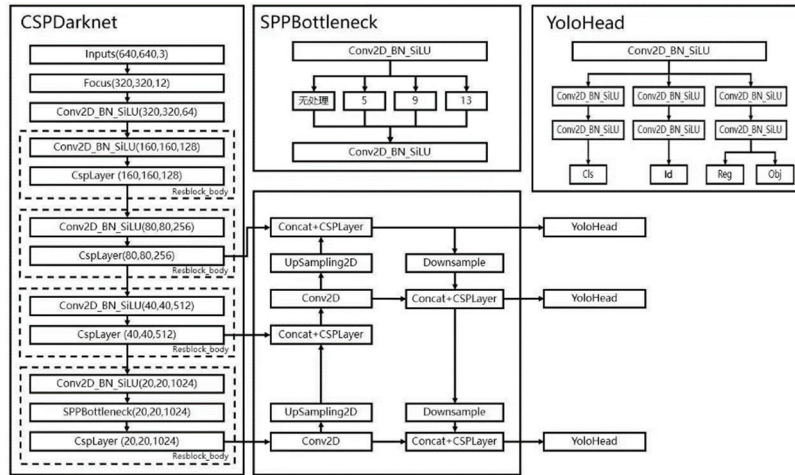 CSPDarknet
Inputs(640,640,3)
Focus(320,320,12)
Conv2D_BN_SiLU(320,320,64)
Conv2D_BN_SiLU(160,160,128)
CspLayer (160,160,128)
Resblock_body
Conv2D_BN_SiLU(80,80,256)
CspLayer(80,80,256)
Resblock_body
Conv2D_BN_SiLU(40,40,512)
CspLayer (40,40,512)
Resblock_body
Conv2D_BN_SiLU(20,20,1024)
SPPBottleneck(20,20,1024)
CspLayer (20,20,1024)
Resblock_body
SPPBottleneck
Conv2D_BN_SiLU
无处理 5 9 13
Conv2D_BN_SiLU
YoloHead
Conv2D_BN_SiLU
Conv2D_BN_SiLU Conv2D_BN_SiLU Conv2D_BN_SiLU
Conv2D_BN_SiLU Conv2D_BN_SiLU Conv2D_BN_SiLU
Cls Id Reg Obj
Concat+CSPLayer YoloHead
UpSampling2D Downsample
Conv2D Concat+CSPLayer YoloHead
Concat+CSPLayer
UpSampling2D Downsample
Conv2D Concat+CSPLayer YoloHead